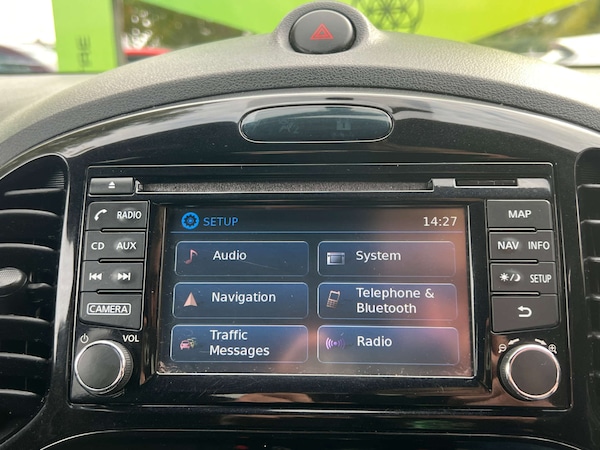 RE
SETUP 14:27
Audio System
Navigation Telephone &
Bluetooth
Traffic
Messages Radio
RADIO
CD AUX
CAMERA
VOL
MAP
NAV INFO
SETUP